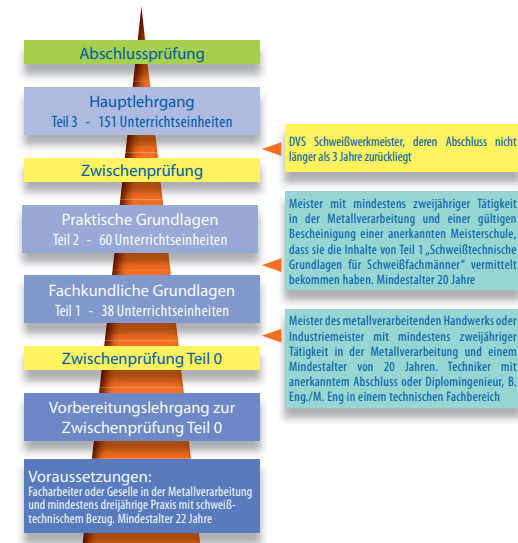 Abschlussprüfung
Hauptlehrgang
Teil 3 - 151 Unterrichtseinheiten
DVS Schweißwerkmeister, deren Abschluss nicht
länger als 3 Jahre zurückliegt
Zwischenprüfung
Praktische Grundlagen
Teil 2 - 60 Unterrichtseinheiten
Meister mit mindestens zweijähriger Tätigkeit
in der Metallverarbeitung und einer gültigen
Bescheinigung einer anerkannten Meisterschule,
dass sie die Inhalte von Teil 1 „Schweißtechnische
Grundlagen für Schweißfachmänner“ vermittelt
bekommen haben. Mindestalter 20 Jahre
Fachkundliche Grundlagen
Teil 1 - 38 Unterrichtseinheiten
Meister des metallverarbeitenden Handwerks oder
Industriemeister mit mindestens zweijähriger
Tätigkeit in der Metallverarbeitung und einem
Mindestalter von 20 Jahren. Techniker mit
anerkanntem Abschluss oder Diplomingenieur, B.
Eng./M. Eng in einem technischen Fachbereich
Zwischenprüfung Teil 0
Vorbereitungslehrgang zur
Zwischenprüfung Teil 0
Voraussetzungen:
Facharbeiter oder Geselle in der Metallverarbeitung
und mindestens dreijährige Praxis mit schweiß-
technischem Bezug. Mindestalter 22 Jahre